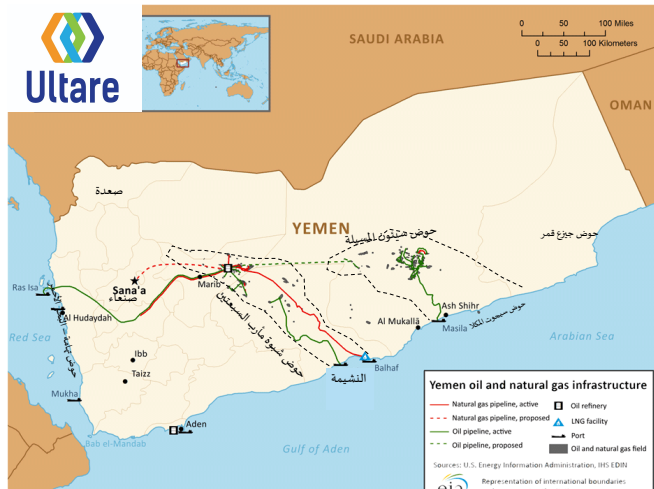 Ultare
SAUDI ARABIA
0 50 100 Miles
0 50 100 Kilometers
OMAN
صعدة
YEMEN
حوض جيزع قمر
Sana'a
صنعاء
Marib
Ras Isa
Al Hudaydah
Red Sea
Ash Shihr
Al Mukallā
Masila
Arabian Sea
Ibb
Taizz
Balhaf
النشيمة
Mukha
Aden
Bab el-Mandab
Gulf of Aden
Yemen oil and natural gas infrastructure
Natural gas pipeline, active
Natural gas pipeline, proposed
Oil pipeline, active
Oil pipeline, proposed
Oil refinery
LNG facility
Port
Oil and natural gas field
Sources: U.S. Energy Information Administration, IHS EDIN
eia
Representation of international boundaries